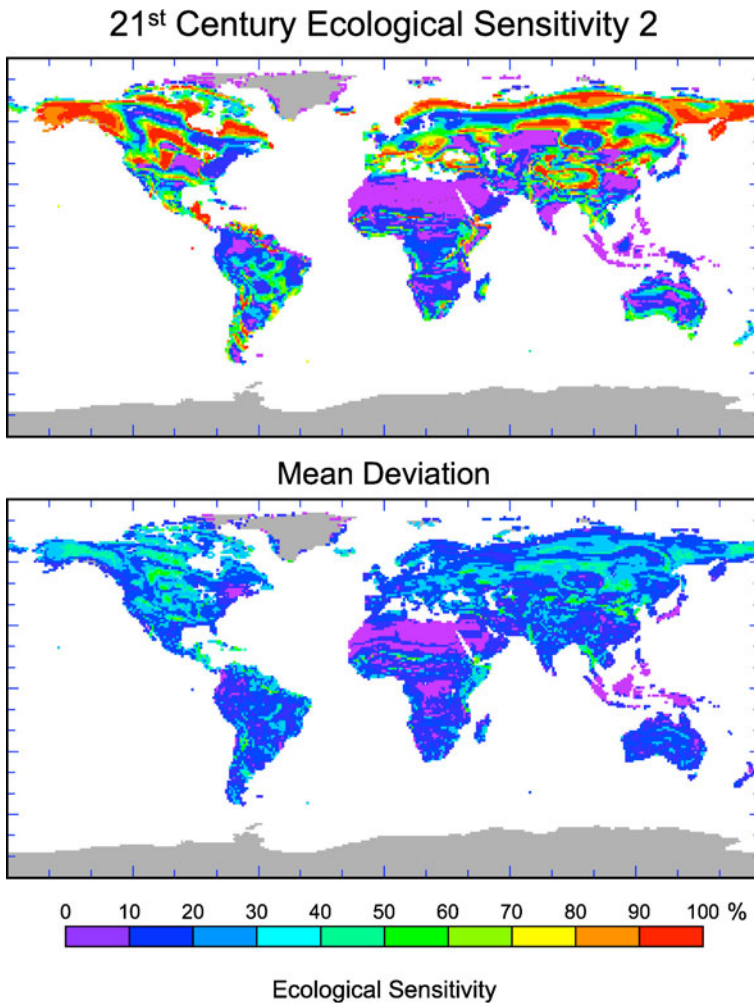 21st Century Ecological Sensitivity 2
Mean Deviation
0 10 20 30 40 50 60 70 80 90 100 %
Ecological Sensitivity